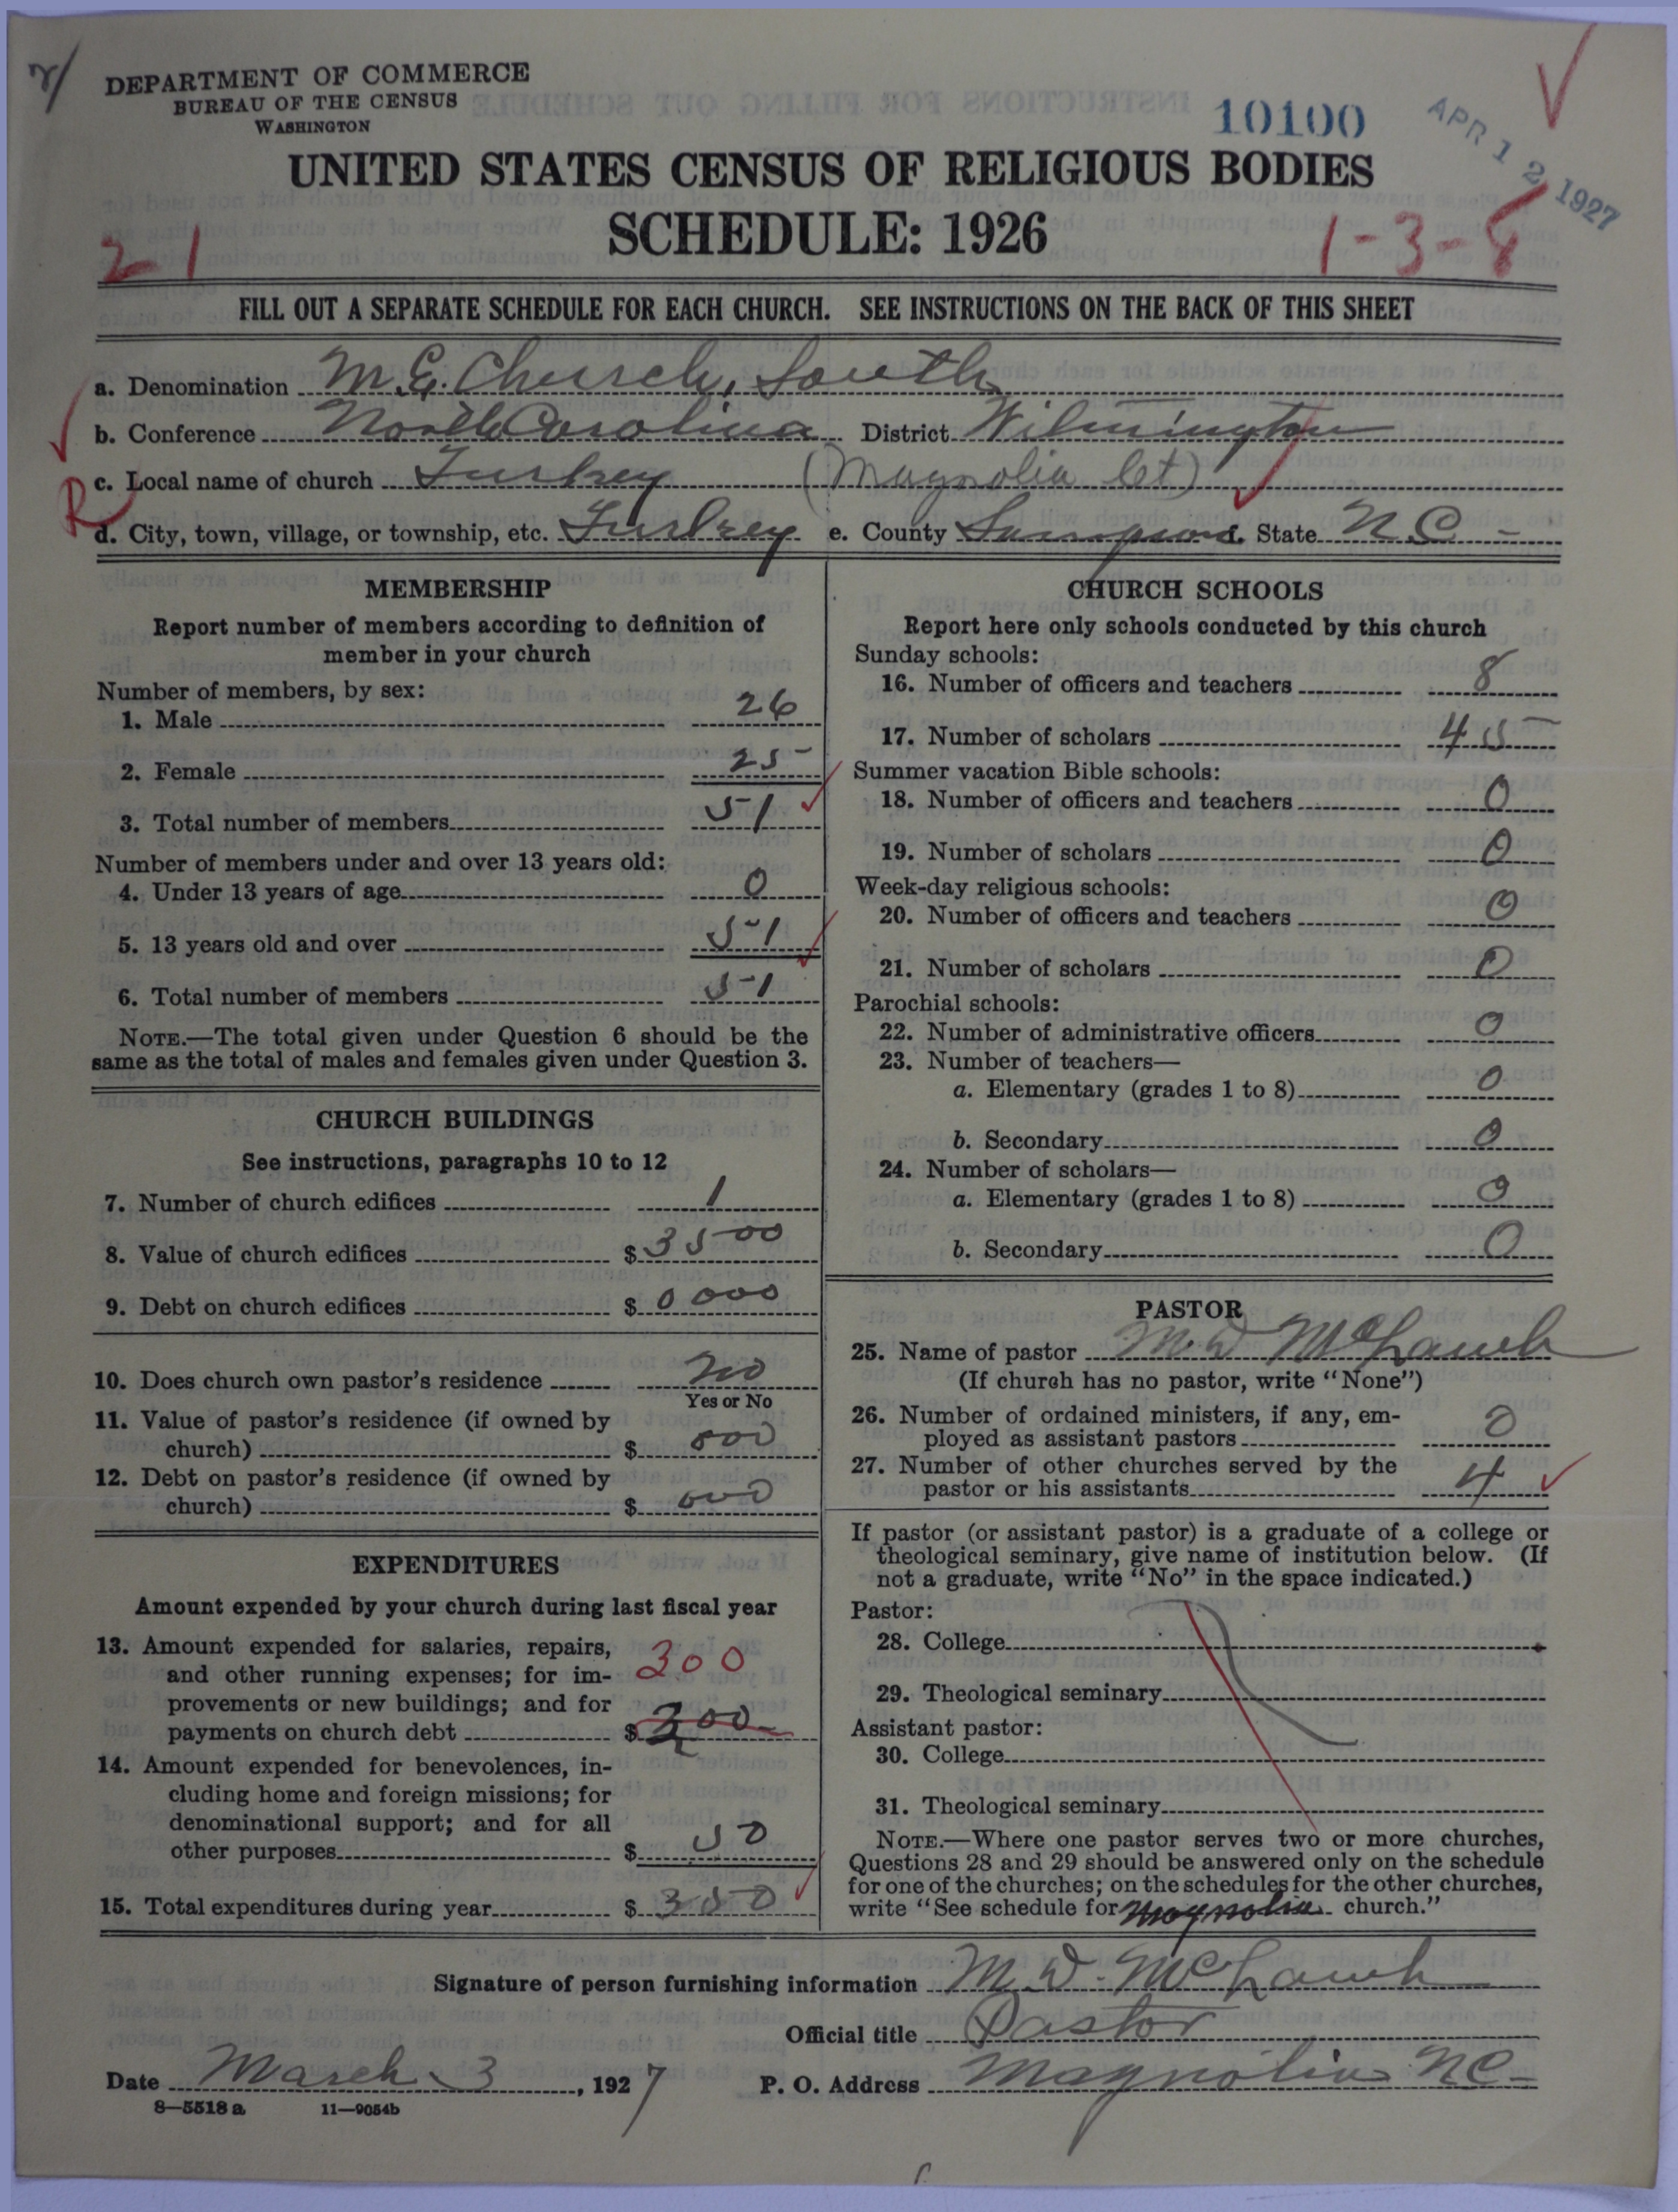 DEPARTMENT OF COMMERCE
BUREAU OF THE CENSUS
WASHINGTON
10100
APR 12 1927
UNITED STATES CENSUS OF RELIGIOUS BODIES
SCHEDULE: 1926
21
1-3-8
FILL OUT A SEPARATE SCHEDULE FOR EACH CHURCH. SEE INSTRUCTIONS ON THE BACK OF THIS SHEET
a. Denomination M.E. Church, South
b. Conference North Carolina District Wilmington
c. Local name of church Turkey (Magnolia Ct)
R
d. City, town, village, or township, etc. Turkey e. County Sampson f. State N.C -
MEMBERSHIP
Report number of members according to definition of
member in your church
Number of members, by sex:
1. Male 26
2. Female 25
3. Total number of members 51
Number of members under and over 13 years old:
4. Under 13 years of age 0
5. 13 years old and over 51
6. Total number of members 51
NOTE.—The total given under Question 6 should be the
same as the total of males and females given under Question 3.
CHURCH BUILDINGS
See instructions, paragraphs 10 to 12
7. Number of church edifices 1
8. Value of church edifices $ 3500
9. Debt on church edifices $ 0000
10. Does church own pastor's residence no
Yes or No
11. Value of pastor's residence (if owned by
church) $ 000
12. Debt on pastor's residence (if owned by
church) $ 000
EXPENDITURES
Amount expended by your church during last fiscal year
13. Amount expended for salaries, repairs,
and other running expenses; for im-
provements or new buildings; and for
payments on church debt $ 300
300
14. Amount expended for benevolences, in-
cluding home and foreign missions; for
denominational support; and for all
other purposes $ 50
15. Total expenditures during year $ 350
CHURCH SCHOOLS
Report here only schools conducted by this church
Sunday schools:
16. Number of officers and teachers 8
17. Number of scholars 45
Summer vacation Bible schools:
18. Number of officers and teachers 0
19. Number of scholars 0
Week-day religious schools:
20. Number of officers and teachers 0
21. Number of scholars 0
Parochial schools:
22. Number of administrative officers 0
23. Number of teachers—
a. Elementary (grades 1 to 8) 0
b. Secondary 0
24. Number of scholars—
a. Elementary (grades 1 to 8) 0
b. Secondary 0
PASTOR
25. Name of pastor M. D McLamb
(If church has no pastor, write "None")
26. Number of ordained ministers, if any, em-
ployed as assistant pastors 0
27. Number of other churches served by the
pastor or his assistants 4
If pastor (or assistant pastor) is a graduate of a college or
theological seminary, give name of institution below. (If
not a graduate, write "No" in the space indicated.)
Pastor:
28. College
29. Theological seminary
Assistant pastor:
30. College
31. Theological seminary
NOTE.—Where one pastor serves two or more churches,
Questions 28 and 29 should be answered only on the schedule
for one of the churches; on the schedules for the other churches,
write "See schedule for Magnolia church."
Signature of person furnishing information M. D. McLamb
Official title Pastor
Date March 3, 1927 P. O. Address Magnolia NC-
8—5518 a 11—9054b